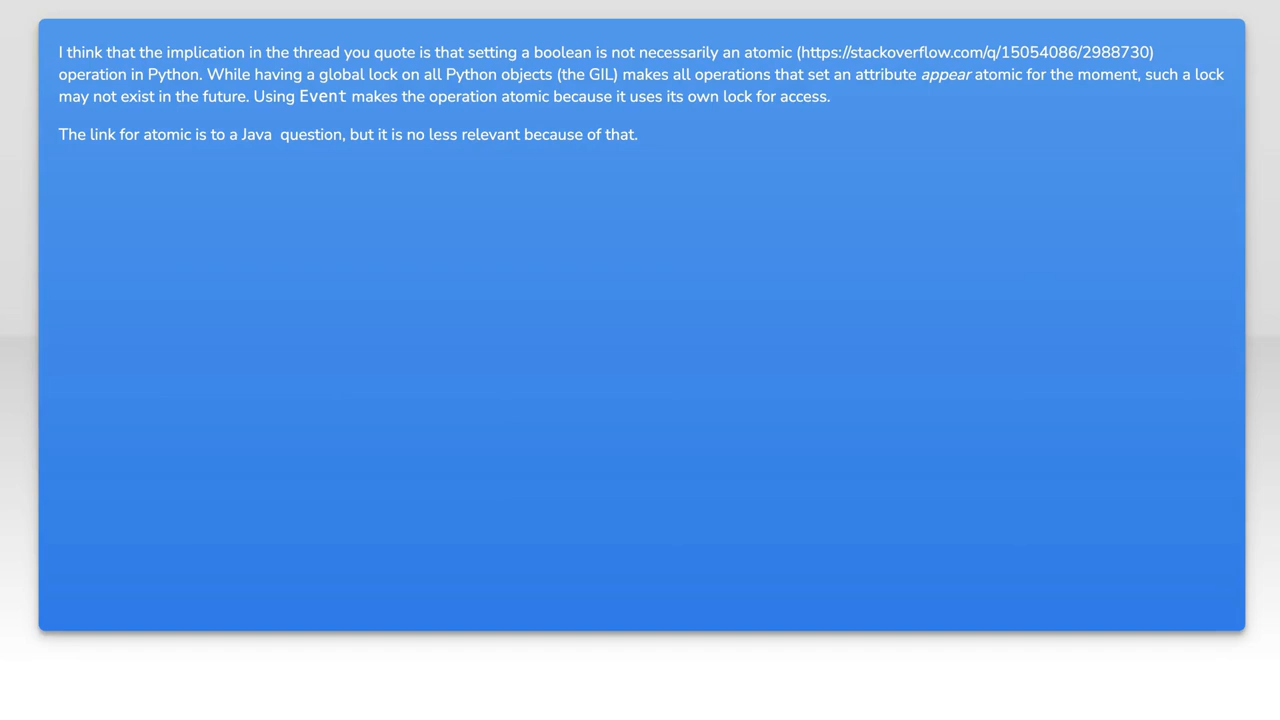 I think that the implication in the thread you quote is that setting a boolean is not necessarily an atomic (https://stackoverflow.com/q/15054086/2988730)
operation in Python. While having a global lock on all Python objects (the GIL) makes all operations that set an attribute appear atomic for the moment, such a lock
may not exist in the future. Using Event makes the operation atomic because it uses its own lock for access.
The link for atomic is to a Java  question, but it is no less relevant because of that.